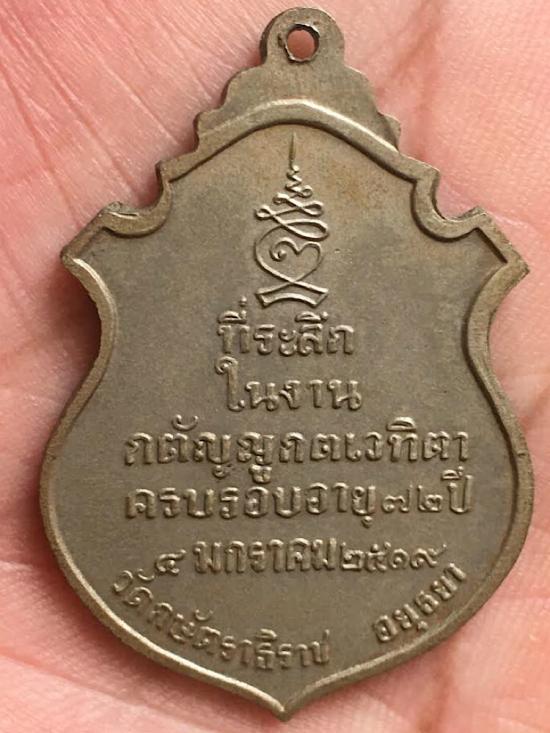 ที่ระลึก
ในงาน
กตัญญูกตเวทิตา
ครบรอบอายุ๗๒ปี
๔ มกราคม๒๕๑๙
วัดกษัตราธิราช อยุธยา